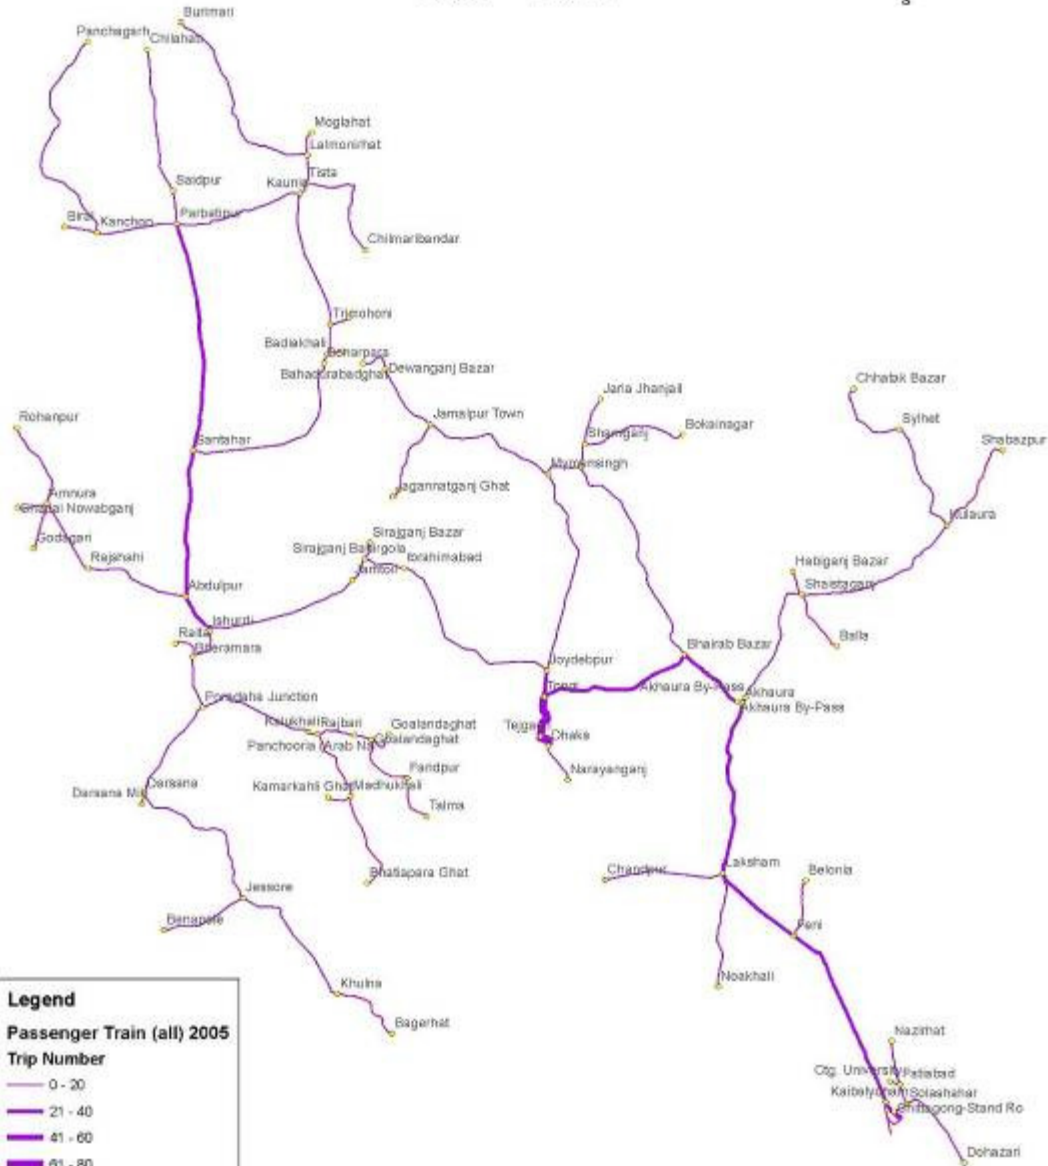 Burimari
Panchagarh
Chilahati
Moglahat
Lalmonirhat
Tista
Kaunia
Saidpur
Parbatipur
Biral
Kanchon
Chilmaribandar
Trimohoni
Badiakhali
Bonarpara
Bahadurabadghat
Dewanganj Bazar
Jaria Jhanjail
Chhatak Bazar
Rohanpur
Jamalpur Town
Bokainagar
Sylhet
Shamganj
Shabazpur
Santahar
Mymensingh
Jagannatganj Ghat
Amnura
Chapai Nowabganj
Kulaura
Godagari
Sirajganj Bazar
Rajshahi
Ibrahimabad
Jamtoil
Habiganj Bazar
Shaistaganj
Abdulpur
Ishurdi
Raita
Bheramara
Balla
Bhairab Bazar
Joydebpur
Tongi
Akhaura By-Pass
Akhaura
Akhaura By-Pass
Poradaha Junction
Kalukhali
Rajbari
Goalandaghat
Goalandaghat
Panchooria
Tejgaon
Dhaka
Narayanganj
Faridpur
Darsana
Kamarkahli Ghat
Madhukhali
Talma
Laksham
Chandpur
Belonia
Bhatiapara Ghat
Jessore
Benapole
Feni
Noakhali
Khulna
Bagerhat
Legend
Passenger Train (all) 2005
Trip Number
0 - 20
21 - 40
41 - 60
61 - 80
Nazirhat
Ctg. University
Fatiabad
Solashahar
Chittagong-Stand Ro
Dohazari